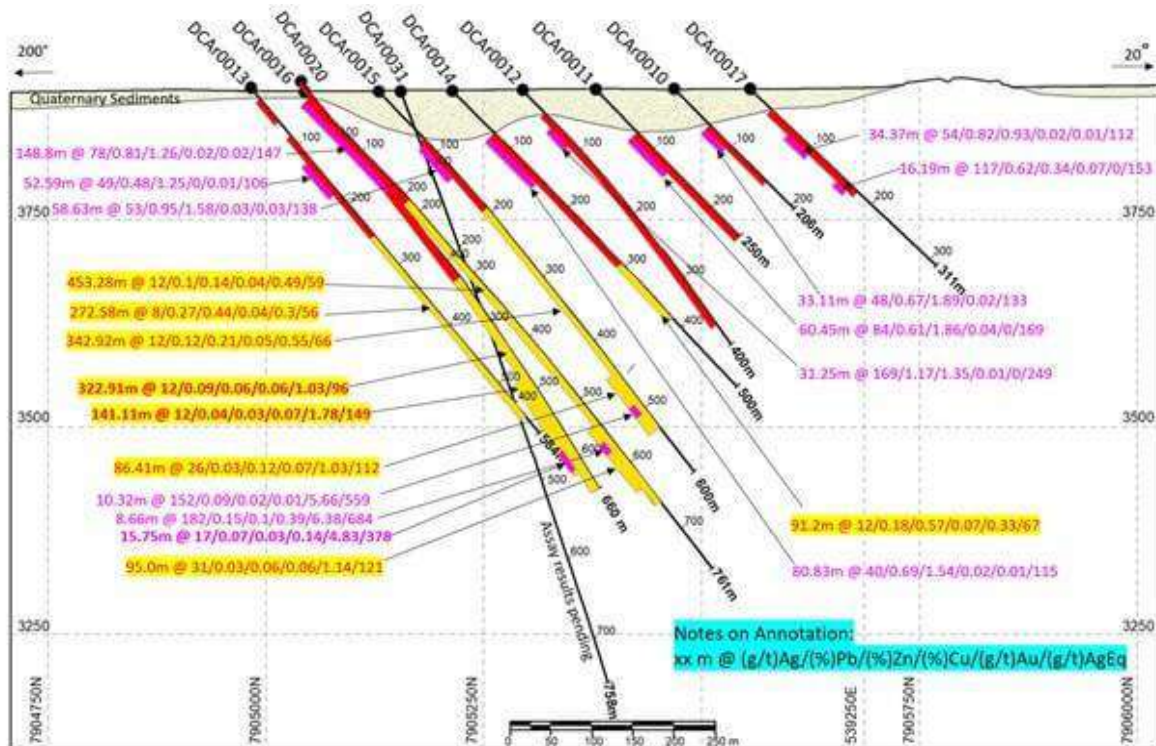 DCAr0013
DCAr0016
DCAr0020
DCAr0015
DCAr0031
DCAr0014
DCAr0012
DCAr0011
DCAr0010
DCAr0017
200°
20°
Quaternary Sediments
148.8m @ 78/0.81/1.26/0.02/0.02/147
52.59m @ 49/0.48/1.25/0/0.01/106
58.63m @ 53/0.95/1.58/0.03/0.03/138
34.37m @ 54/0.82/0.93/0.02/0.01/112
16.19m @ 117/0.62/0.34/0.07/0/153
3750
3750
453.28m @ 12/0.1/0.14/0.04/0.49/59
272.58m @ 8/0.27/0.44/0.04/0.3/56
342.92m @ 12/0.12/0.21/0.05/0.55/66
322.91m @ 12/0.09/0.06/0.06/1.03/96
141.11m @ 12/0.04/0.03/0.07/1.78/149
33.11m @ 48/0.67/1.89/0.02/133
60.45m @ 84/0.61/1.86/0.04/0/169
31.25m @ 169/1.17/1.35/0.01/0/249
3500
3500
86.41m @ 26/0.03/0.12/0.07/1.03/112
10.32m @ 152/0.09/0.02/0.01/5.66/559
8.66m @ 182/0.15/0.1/0.39/6.38/684
15.75m @ 17/0.07/0.03/0.14/4.83/378
95.0m @ 31/0.03/0.06/0.06/1.14/121
91.2m @ 12/0.18/0.57/0.07/0.33/67
80.83m @ 40/0.69/1.54/0.02/0.01/115
206m
250m
311m
400m
500m
600m
660 m
761m
758m
Assay results pending
3250
3250
Notes on Annotation:
xx m @ (g/t)Ag/(%)Pb/(%)Zn/(%)Cu/(g/t)Au/(g/t)AgEq
7904750N
7905000N
7905250N
539250E
7905750N
7906000N
0 50 100 150 200 250 m